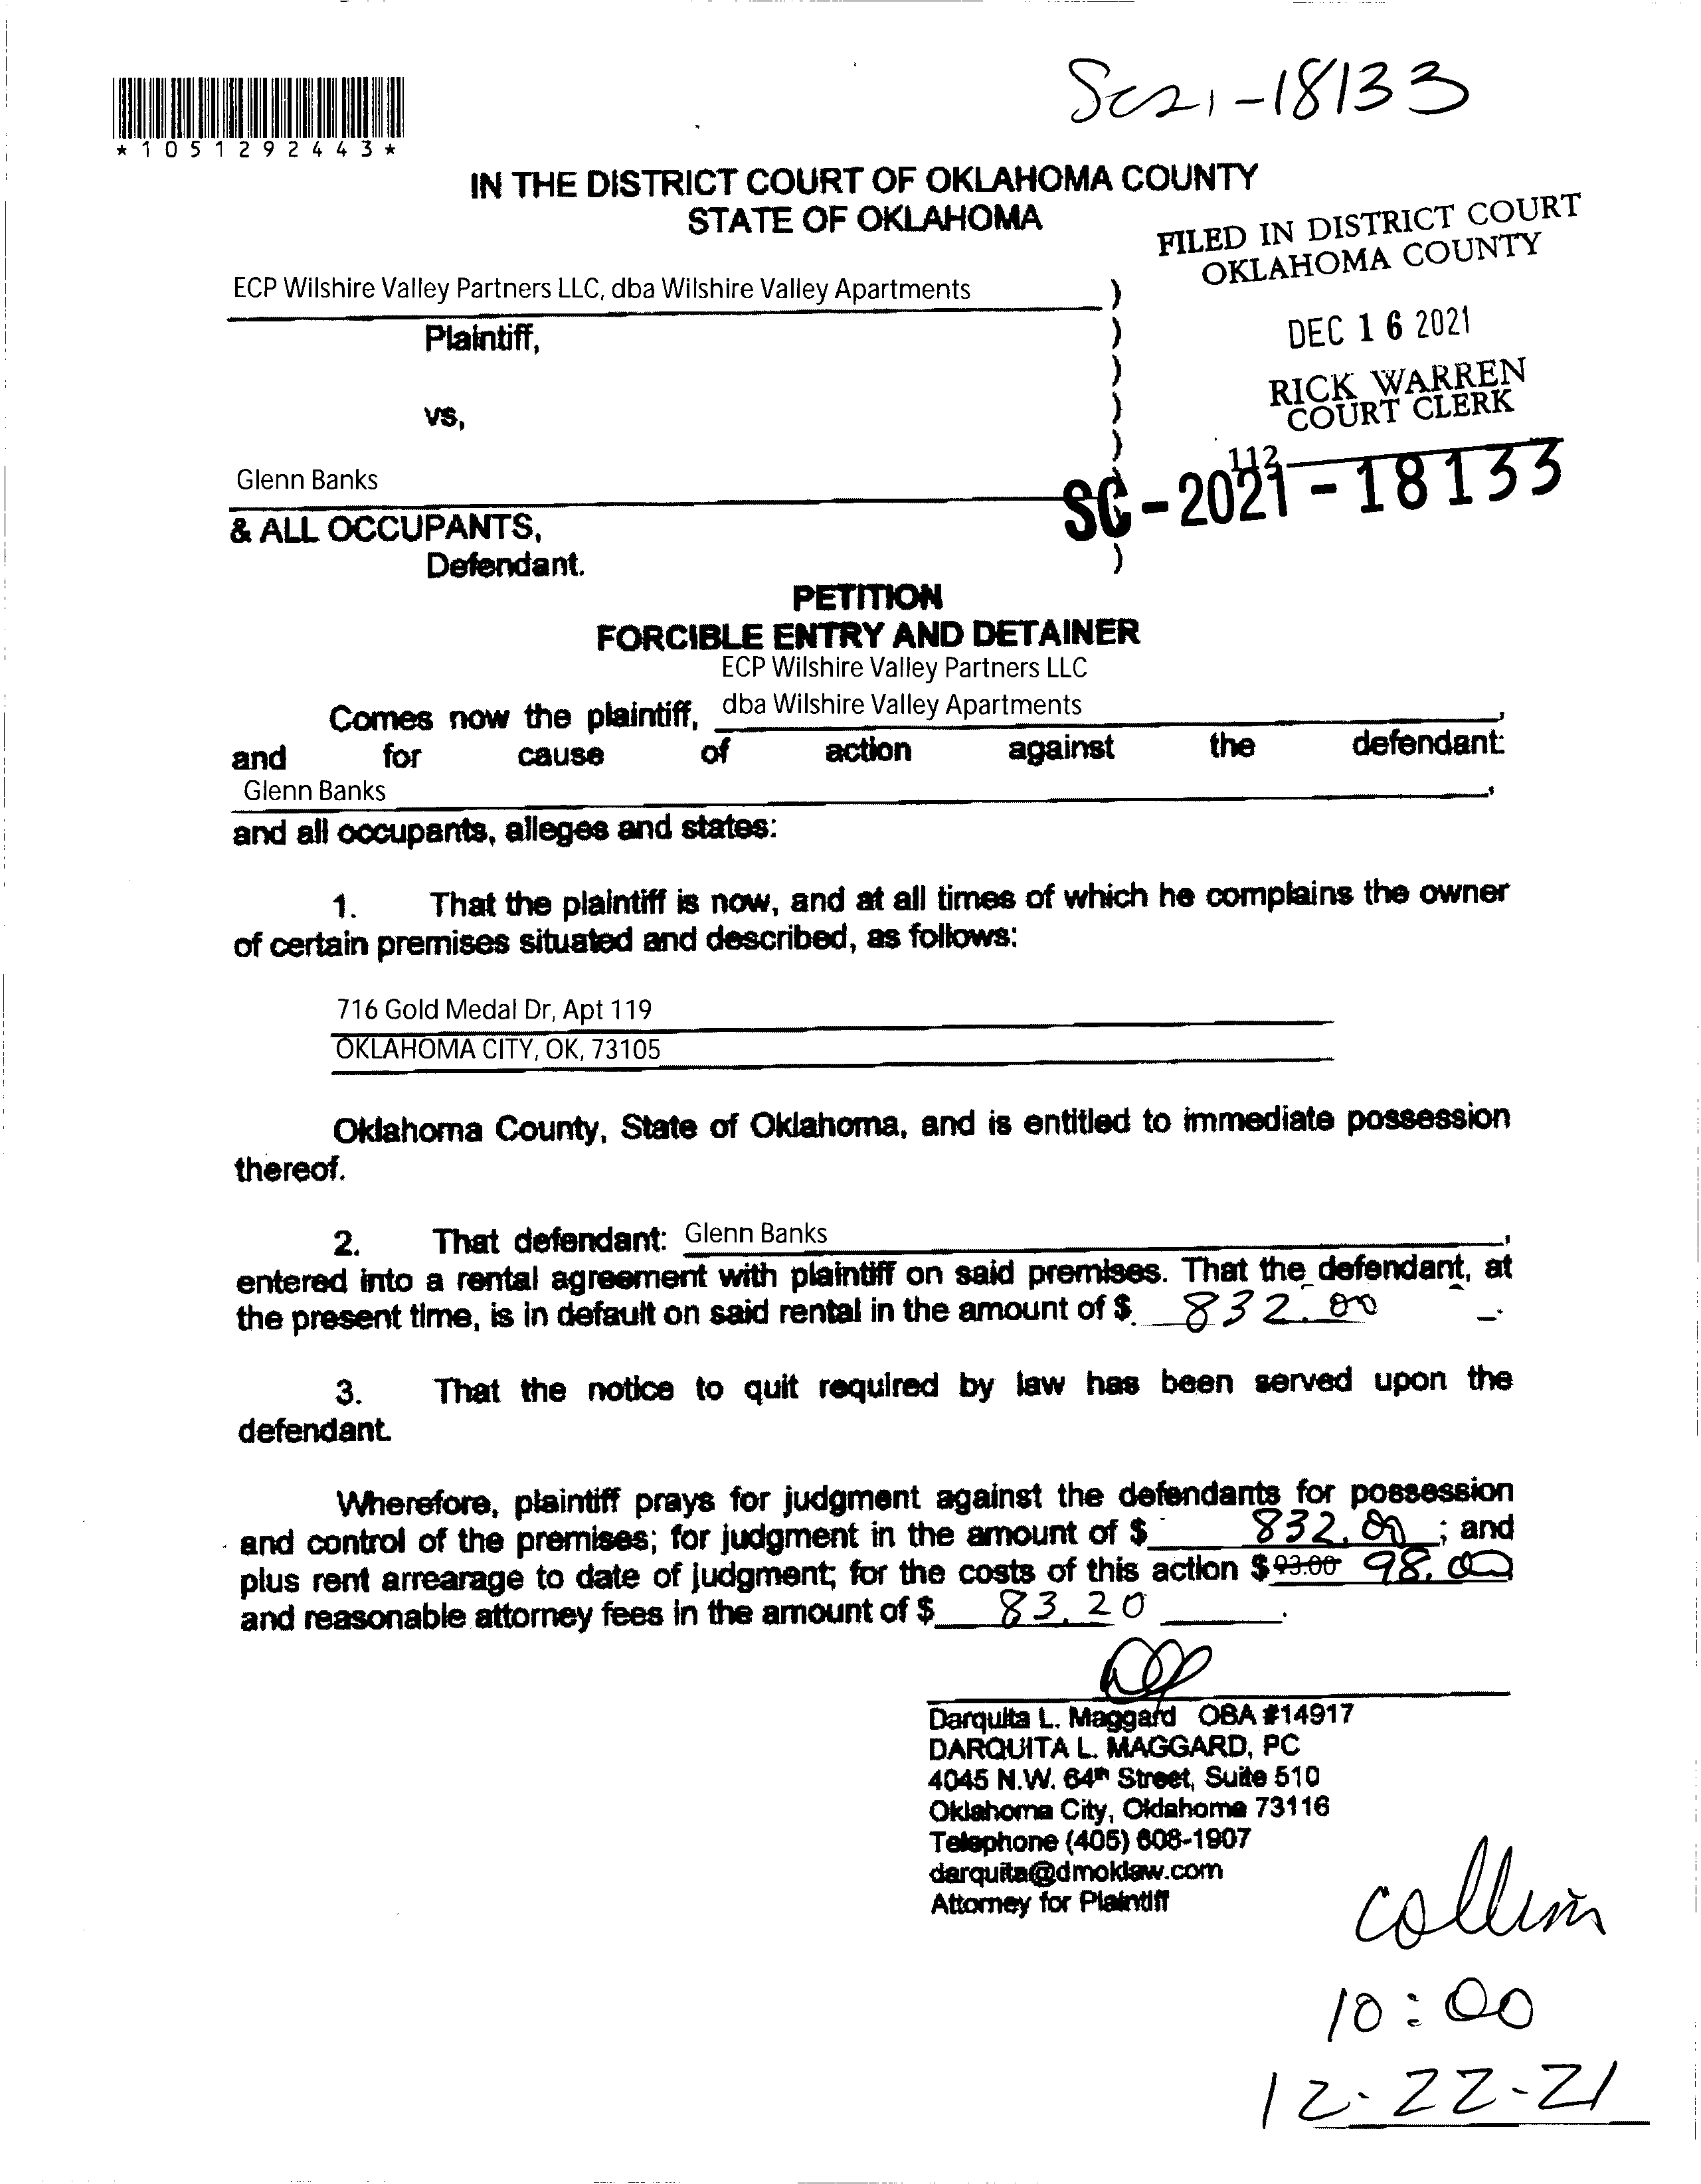 Sc21-18133
*1051292443*
IN THE DISTRICT COURT OF OKLAHOMA COUNTY
STATE OF OKLAHOMA
FILED IN DISTRICT COURT
OKLAHOMA COUNTY
ECP Wilshire Valley Partners LLC, dba Wilshire Valley Apartments )
Plaintiff, )
DEC 16 2021
)
RICK WARREN
COURT CLERK
vs, )
)
112
Glenn Banks
SC-2021-18133
& ALL OCCUPANTS,
Defendant. )
PETITION
FORCIBLE ENTRY AND DETAINER
ECP Wilshire Valley Partners LLC
Comes now the plaintiff, dba Wilshire Valley Apartments,
and for cause of action against the defendant:
Glenn Banks,
and all occupants, alleges and states:
1. That the plaintiff is now, and at all times of which he complains the owner
of certain premises situated and described, as follows:
716 Gold Medal Dr, Apt 119
OKLAHOMA CITY, OK, 73105
Oklahoma County, State of Oklahoma, and is entitled to immediate possession
thereof.
2. That defendant: Glenn Banks,
entered into a rental agreement with plaintiff on said premises. That the defendant, at
the present time, is in default on said rental in the amount of $ 832.00.
3. That the notice to quit required by law has been served upon the
defendant.
Wherefore, plaintiff prays for judgment against the defendants for possession
and control of the premises; for judgment in the amount of $ 832.00; and
plus rent arrearage to date of judgment; for the costs of this action $93.00 98.00
and reasonable attorney fees in the amount of $ 83.20.
Darquita L. Maggard OBA #14917
DARQUITA L. MAGGARD, PC
4045 N.W. 64th Street, Suite 510
Oklahoma City, Oklahoma 73116
Telephone (405) 608-1907
darquita@dmoklaw.com
Attorney for Plaintiff
10:00
12-22-21